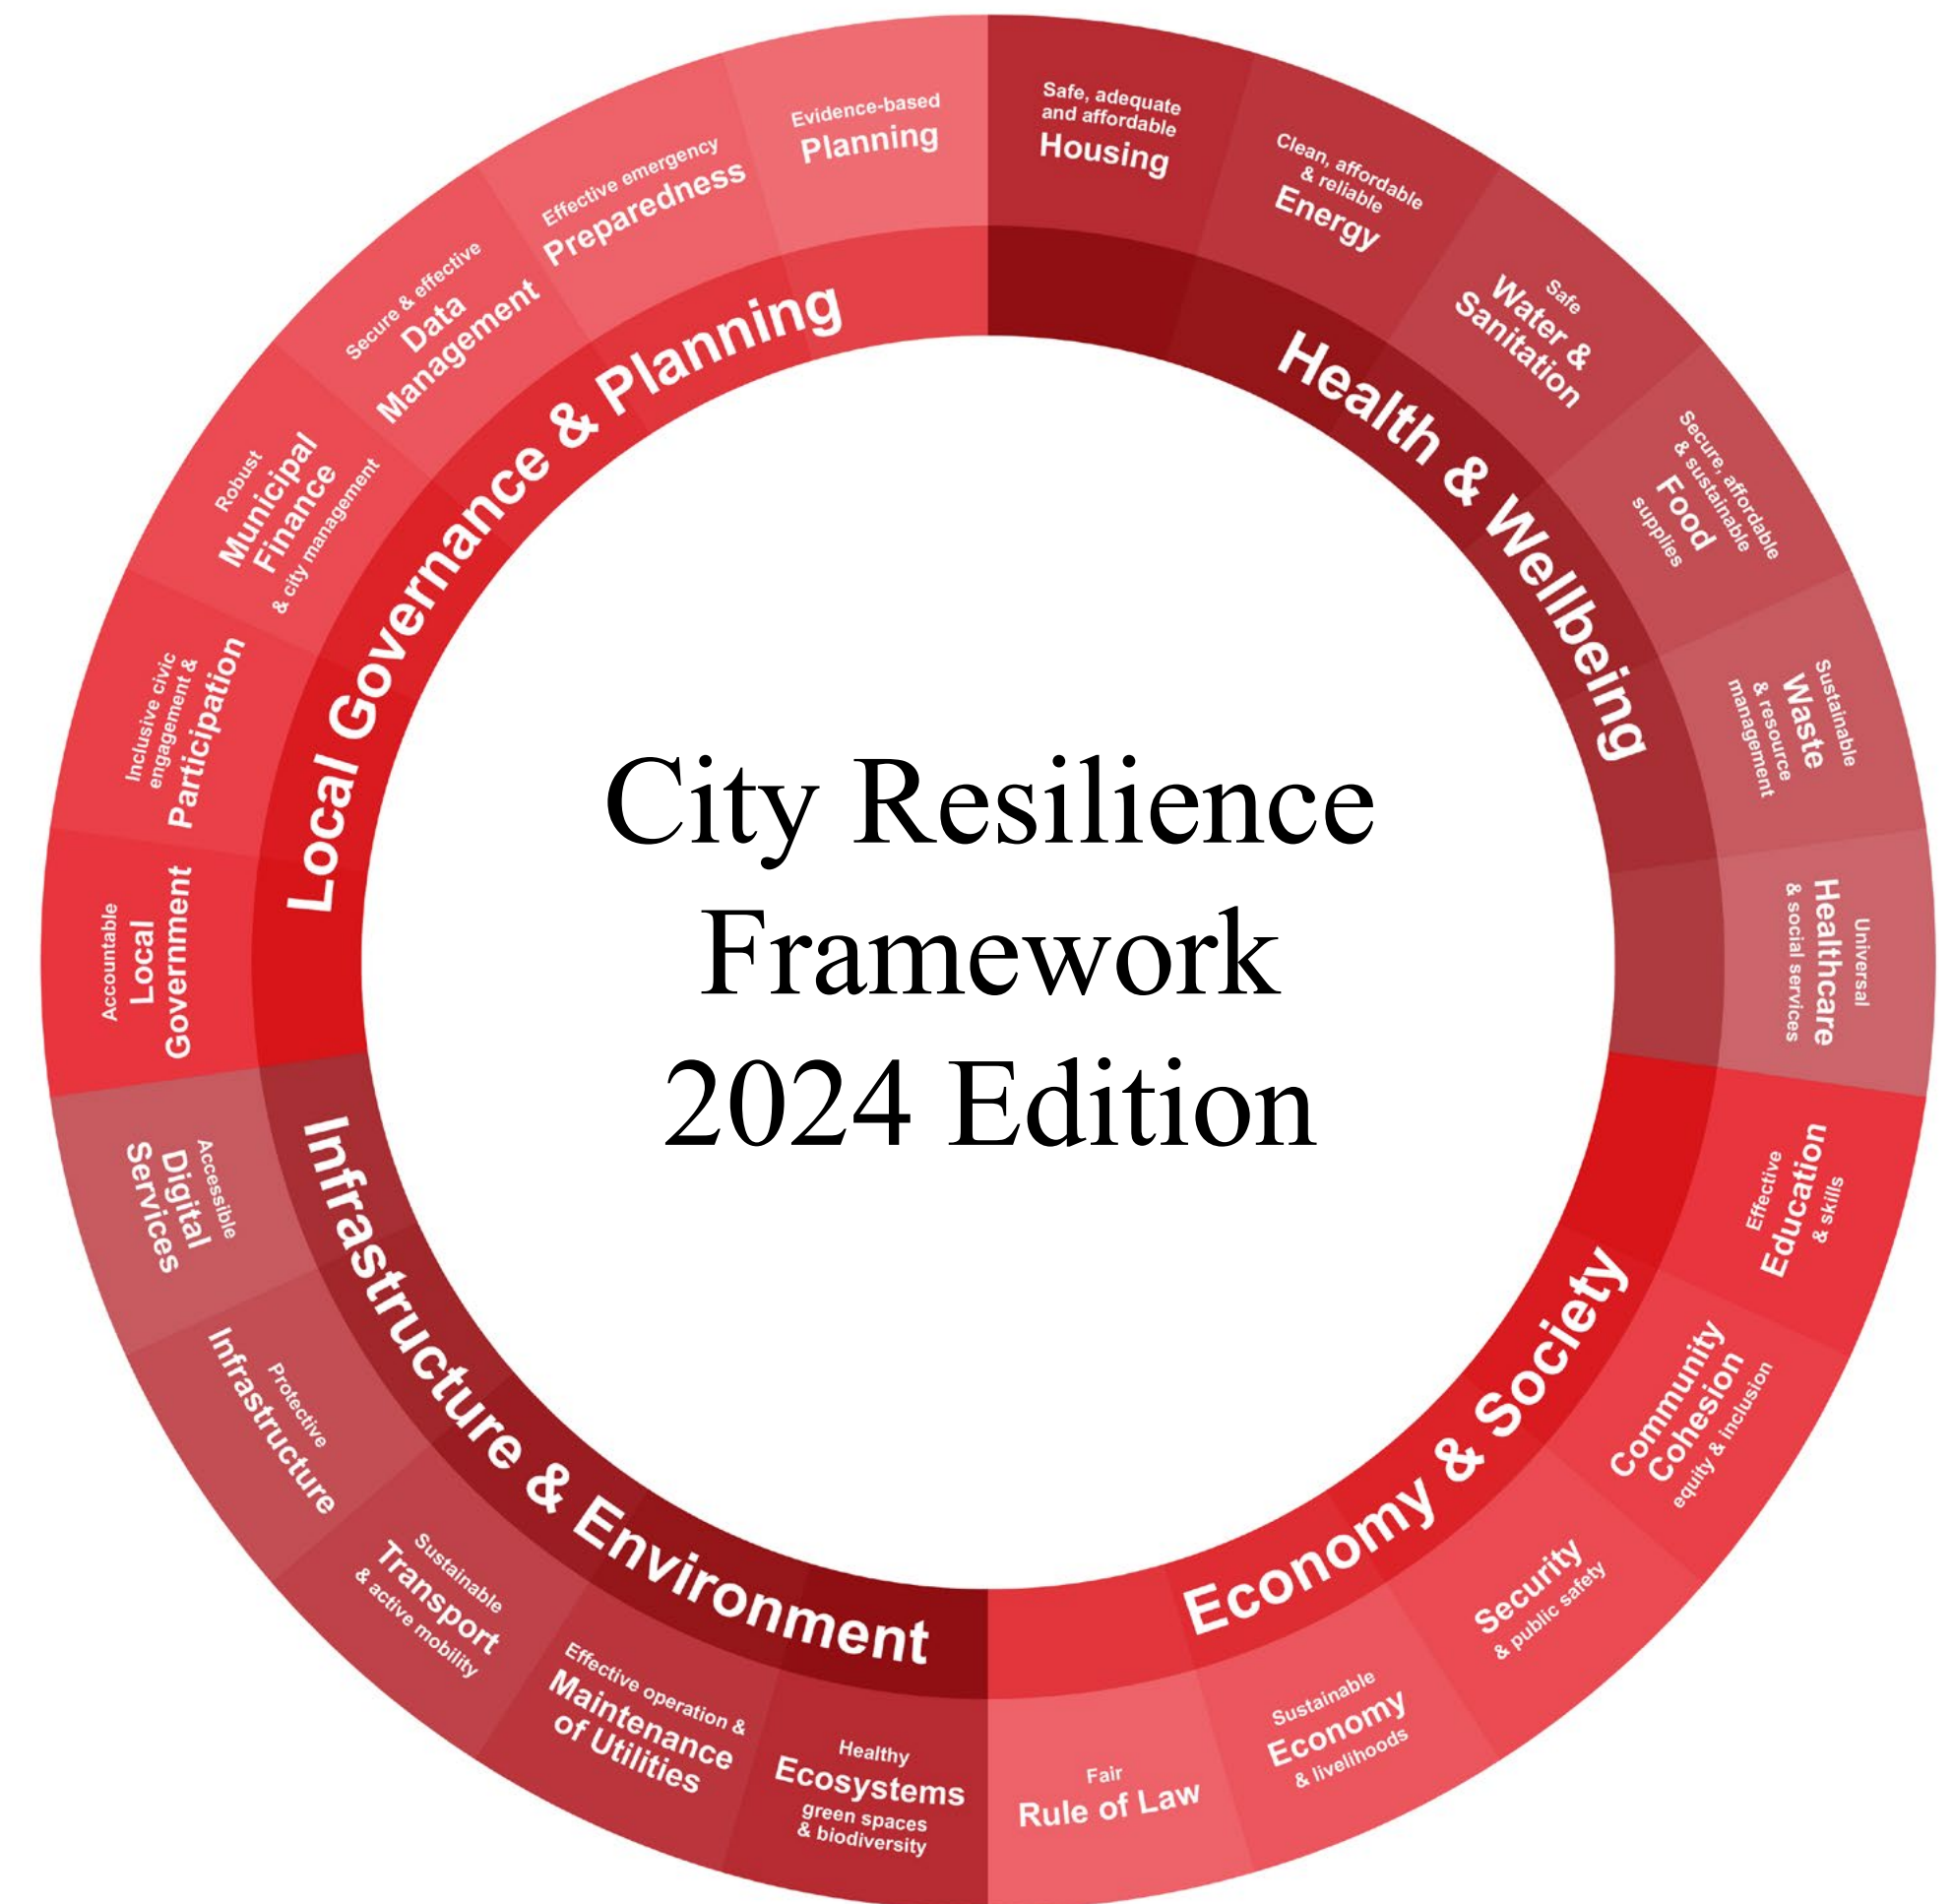 City Resilience
Framework
2024 Edition
Health & Wellbeing
Safe, adequate
and affordable
Housing
Clean, affordable
& reliable
Energy
Safe
Water &
Sanitation
Secure, affordable
& sustainable
Food
supplies
Sustainable
Waste
& resource
management
Universal
Healthcare
& social services
Economy & Society
Effective
Education
& skills
Community
Cohesion
equity & inclusion
Security
& public safety
Sustainable
Economy
& livelihoods
Fair
Rule of Law
Infrastructure & Environment
Healthy
Ecosystems
green spaces
& biodiversity
Effective operation &
Maintenance
of Utilities
Sustainable
Transport
& active mobility
Protective
Infrastructure
Accessible
Digital
Services
Local Governance & Planning
Accountable
Local
Government
Inclusive civic
engagement &
Participation
Robust
Municipal
Finance
& city management
Secure & effective
Data
Management
Effective emergency
Preparedness
Evidence-based
Planning